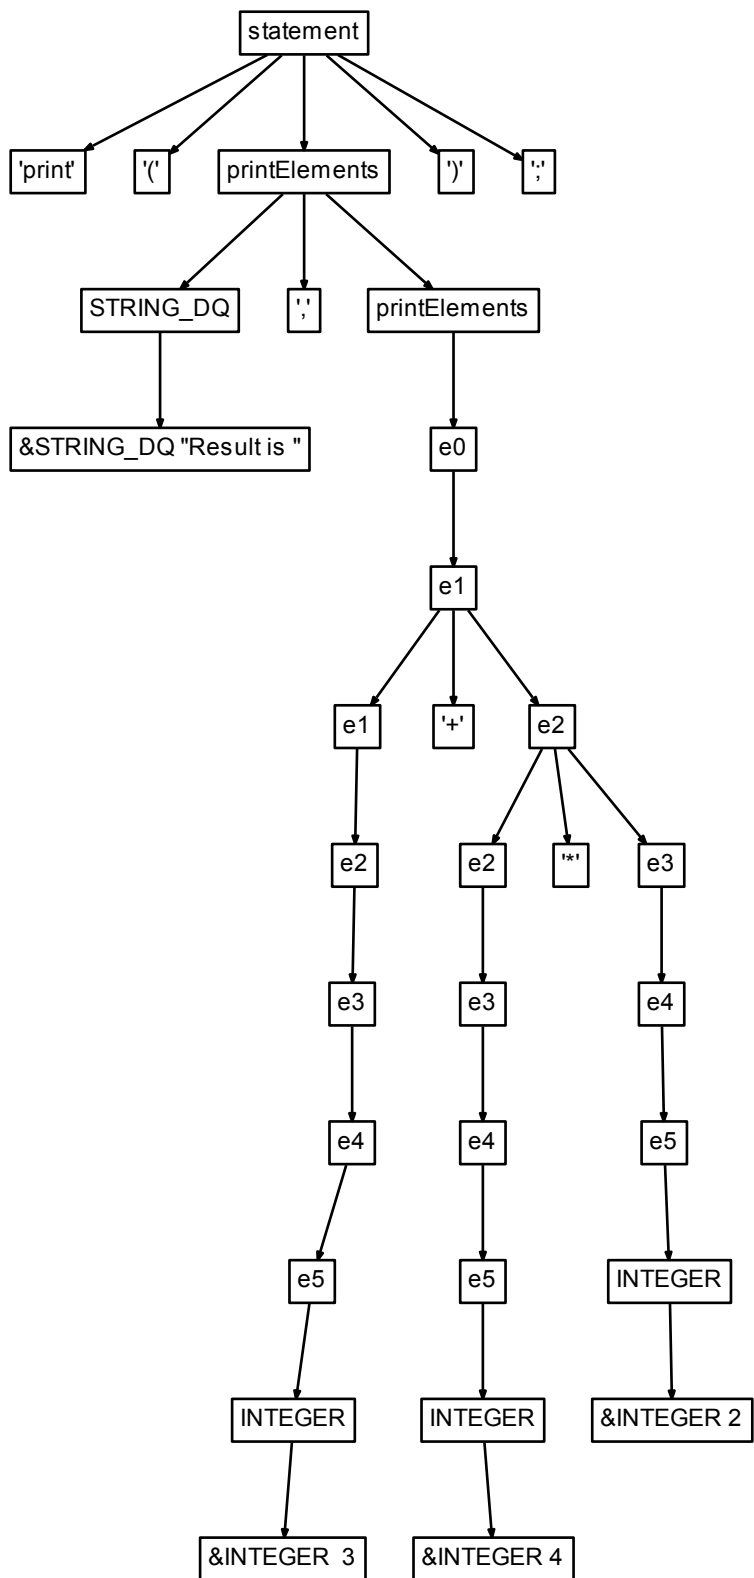 statement
'print' '(' printElements ')' ';'
STRING_DQ ',' printElements
&STRING_DQ "Result is " e0
e1
e1 '+' e2
e2 e2 '*' e3
e3 e3 e4
e4 e4 e5
e5 e5 INTEGER
INTEGER INTEGER &INTEGER 2
&INTEGER  3 &INTEGER 4